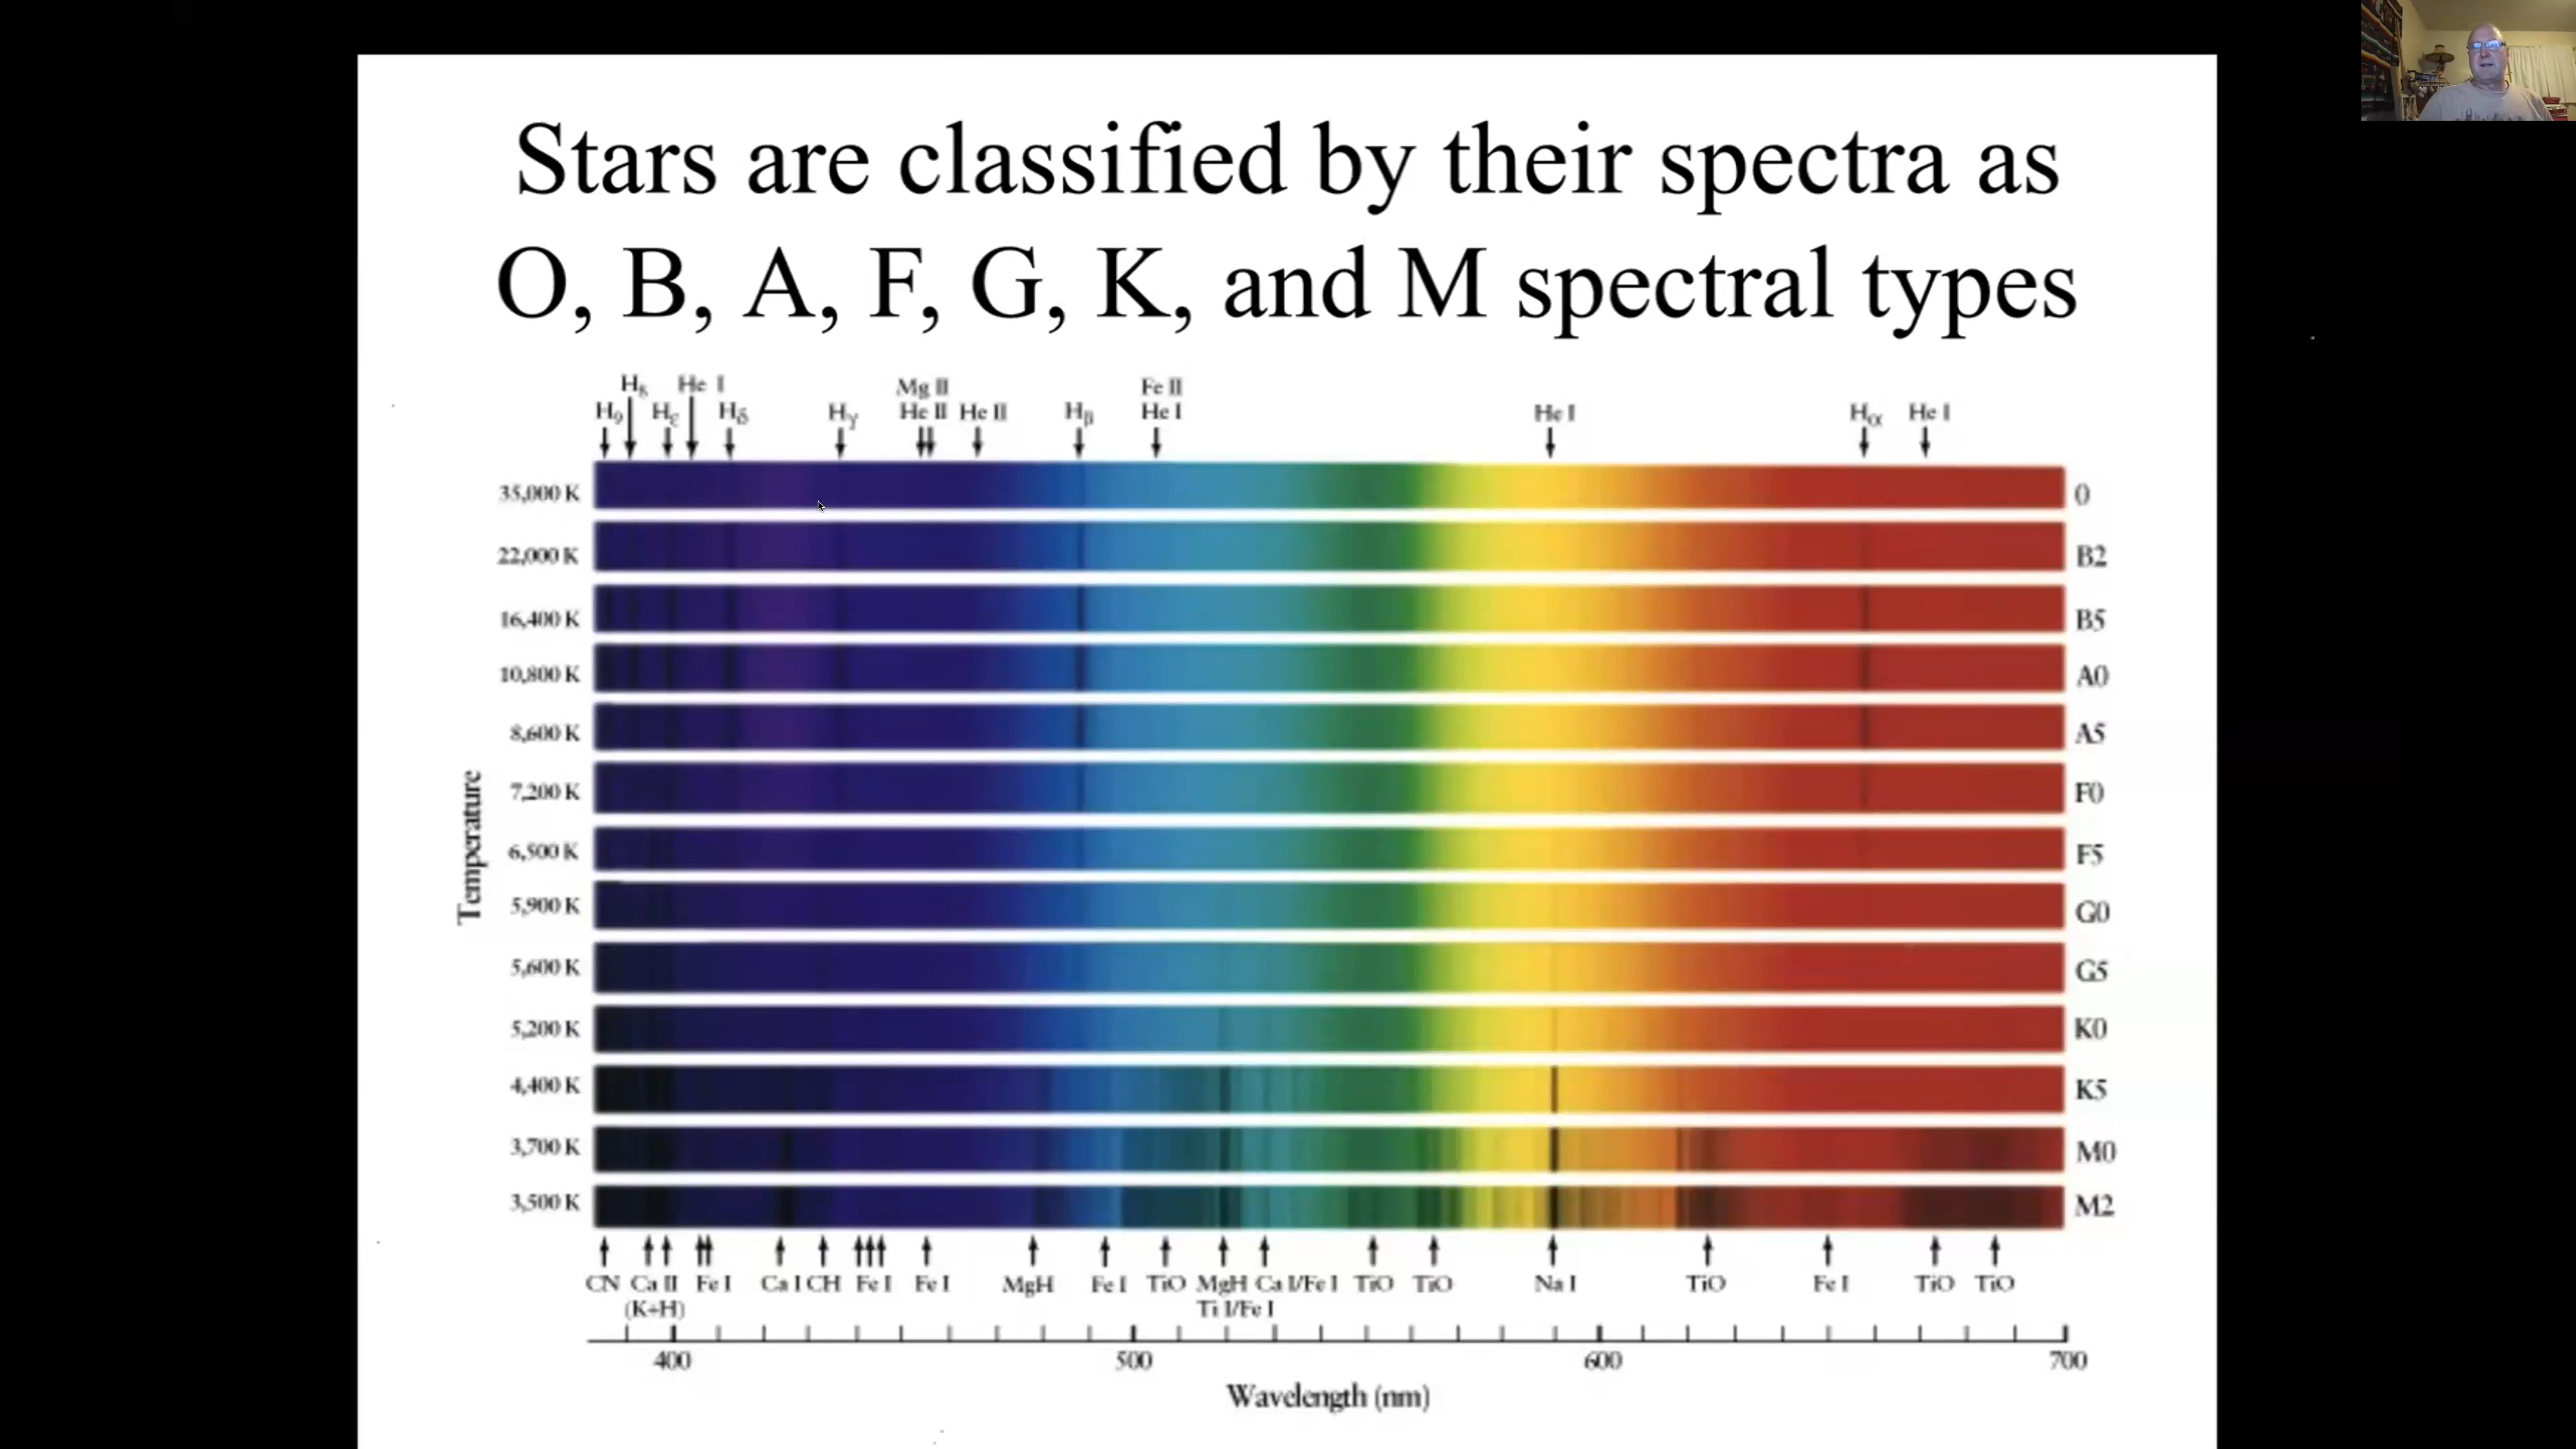 Stars are classified by their spectra as
O, B, A, F, G, K, and M spectral types
H8 He I Mg II Fe II
H9 Hε Hδ Hγ He II He II Hβ He I He I Hα He I
35,000 K 0
22,000 K B2
16,400 K B5
10,800 K A0
8,600 K A5
7,200 K F0
6,500 K F5
5,900 K G0
5,600 K G5
5,200 K K0
4,400 K K5
3,700 K M0
3,500 K M2
Temperature
CN Ca II Fe I Ca I CH Fe I Fe I MgH Fe I TiO MgH Ca I/Fe I TiO TiO Na I TiO Fe I TiO TiO
(K+H) Ti I/Fe I
400 500 600 700
Wavelength (nm)